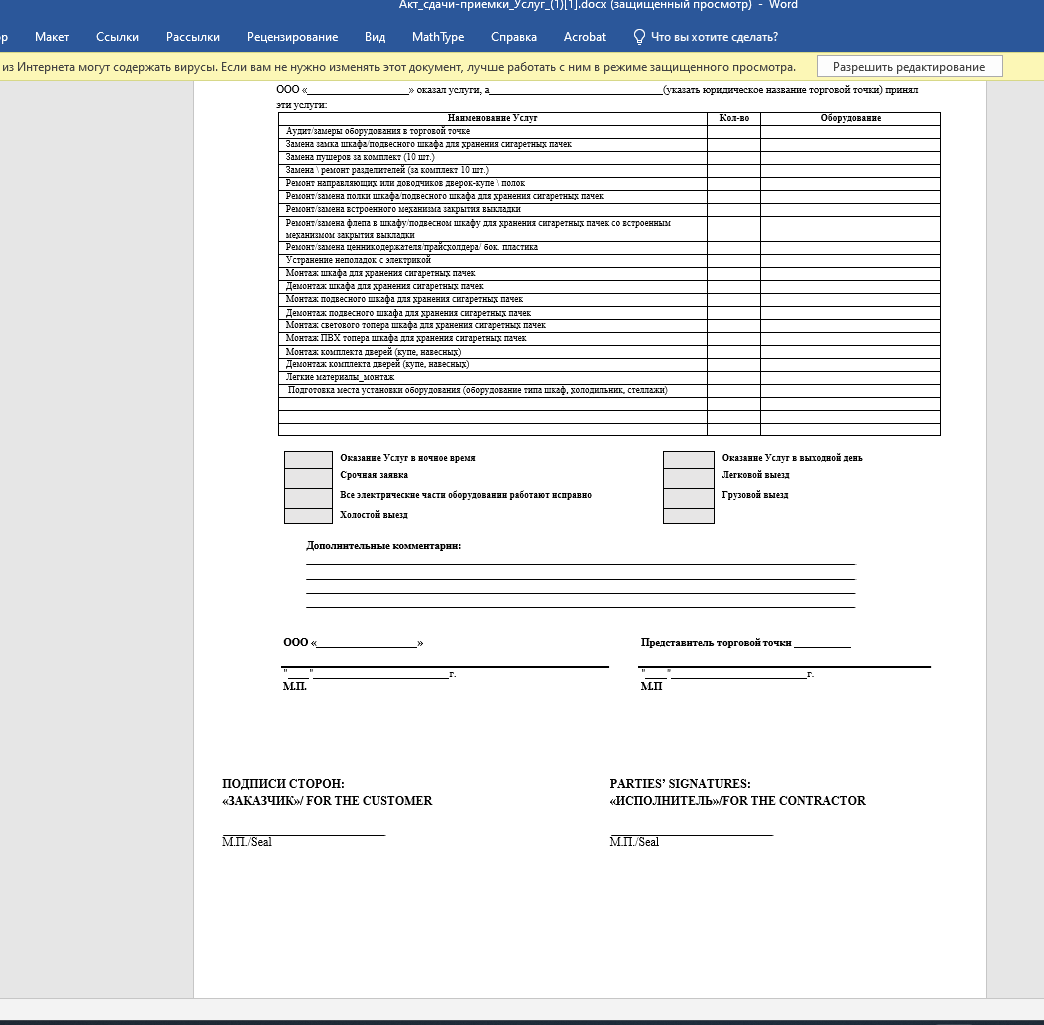 Акт_сдачи-приемки_Услуг_(1)[1].docx (защищенный просмотр) - Word
Макет Ссылки Рассылки Рецензирование Вид MathType Справка Acrobat Что вы хотите сделать?
из Интернета могут содержать вирусы. Если вам не нужно изменять этот документ, лучше работать с ним в режиме защищенного просмотра. Разрешить редактирование
ООО «___________________» оказал услуги, а________________________________(указать юридическое название торговой точки) принял
эти услуги:
Наименование Услуг Кол-во Оборудование
Аудит/замеры оборудования в торговой точке
Замена замка шкафа/подвесного шкафа для хранения сигаретных пачек
Замена пушеров за комплект (10 шт.)
Замена \ ремонт разделителей (за комплект 10 шт.)
Ремонт направляющих или доводчиков дверок-купе \ полок
Ремонт/замена полки шкафа/подвесного шкафа для хранения сигаретных пачек
Ремонт/замена встроенного механизма закрытия выкладки
Ремонт/замена флепа в шкафу/подвесном шкафу для хранения сигаретных пачек со встроенным
механизмом закрытия выкладки
Ремонт/замена ценникодержателя/прайсхолдера/ бок. пластика
Устранение неполадок с электрикой
Монтаж шкафа для хранения сигаретных пачек
Демонтаж шкафа для хранения сигаретных пачек
Монтаж подвесного шкафа для хранения сигаретных пачек
Демонтаж подвесного шкафа для хранения сигаретных пачек
Монтаж светового топера шкафа для хранения сигаретных пачек
Монтаж ПВХ топера шкафа для хранения сигаретных пачек
Монтаж комплекта дверей (купе, навесных)
Демонтаж комплекта дверей (купе, навесных)
Легкие материалы_монтаж
Подготовка места установки оборудования (оборудование типа шкаф, холодильник, стеллажи)
Оказание Услуг в ночное время Оказание Услуг в выходной день
Срочная заявка Легковой выезд
Все электрические части оборудовании работают исправно Грузовой выезд
Холостой выезд
Дополнительные комментарии:
ООО «___________________» Представитель торговой точки ___________
"____"_________________________г. "____"_________________________г.
М.П. М.П
ПОДПИСИ СТОРОН: PARTIES’ SIGNATURES:
«ЗАКАЗЧИК»/ FOR THE CUSTOMER «ИСПОЛНИТЕЛЬ»/FOR THE CONTRACTOR
М.П./Seal М.П./Seal